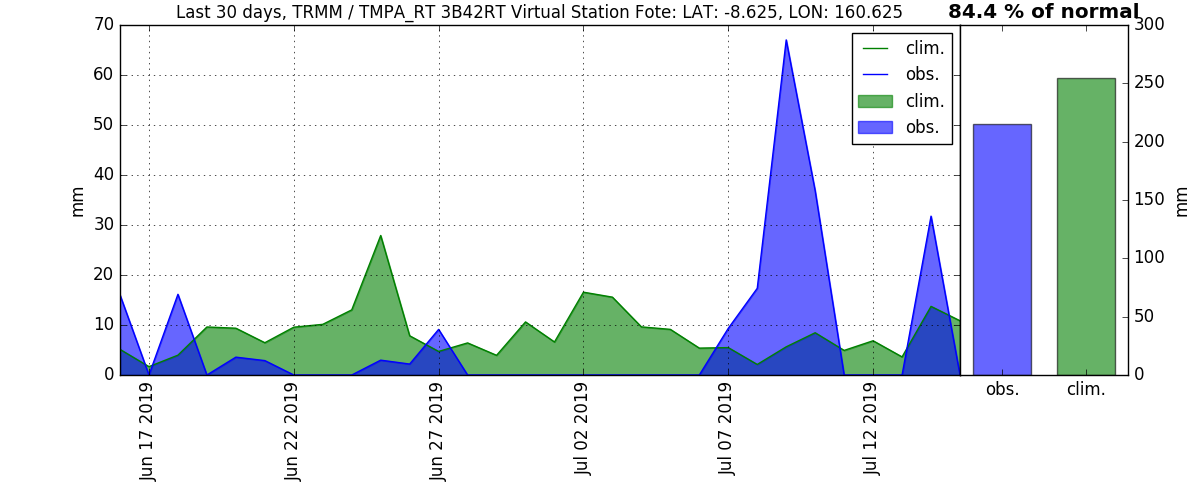 Last 30 days, TRMM / TMPA_RT 3B42RT Virtual Station Fote: LAT: -8.625, LON: 160.625
84.4 % of normal
70
60
50
40
30
20
10
0
mm
clim.
obs.
clim.
obs.
Jun 17 2019
Jun 22 2019
Jun 27 2019
Jul 02 2019
Jul 07 2019
Jul 12 2019
300
250
200
150
100
50
0
mm
obs.
clim.